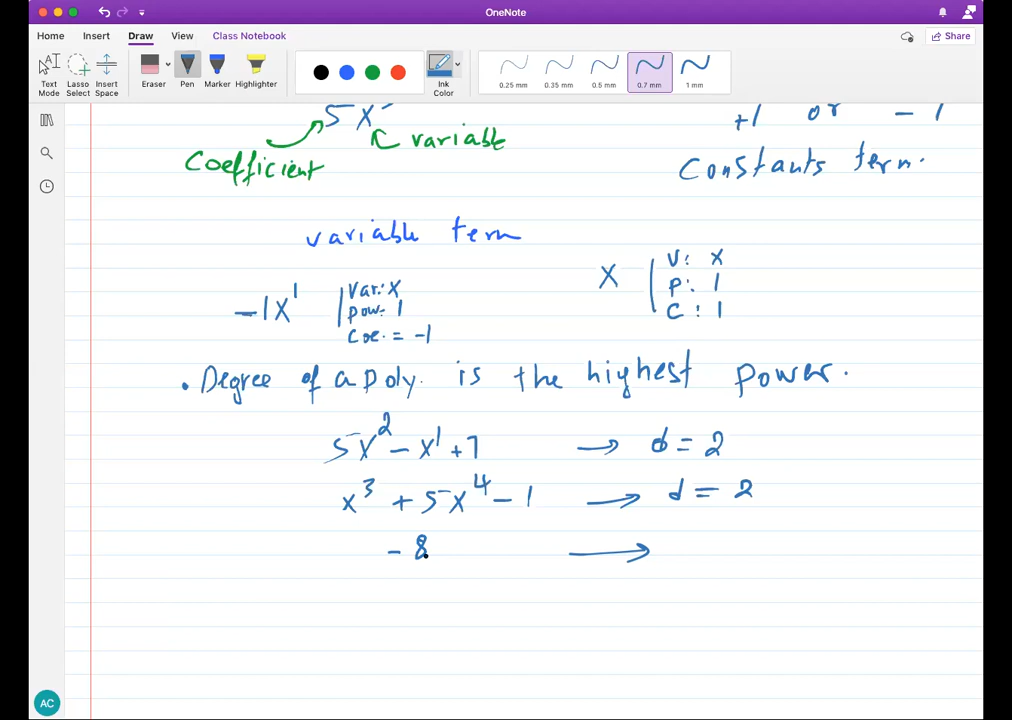 OneNote
Home Insert Draw View Class Notebook Share
Text Mode Lasso Select Insert Space Eraser Pen Marker Highlighter Ink Color 0.25 mm 0.35 mm 0.5 mm 0.7 mm 1 mm
+1 or - 1
variable
Coefficient
Constants term.
variable term
-1x¹ Var: x
pow: 1
coe. = -1
X V: x
P: 1
C: 1
. Degree of a poly. is the highest power.
5x² - x¹ + 7 → d = 2
x³ + 5x⁴ - 1 → d = 2
- 8 →
AC